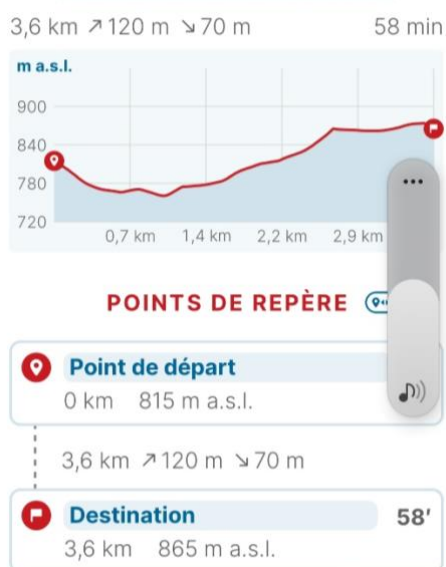 3,6 km ↗120 m ↘70 m 58 min
m a.s.l.
900
840
780
720
0,7 km 1,4 km 2,2 km 2,9 km
POINTS DE REPÈRE
Point de départ
0 km 815 m a.s.l.
3,6 km ↗120 m ↘70 m
Destination 58'
3,6 km 865 m a.s.l.